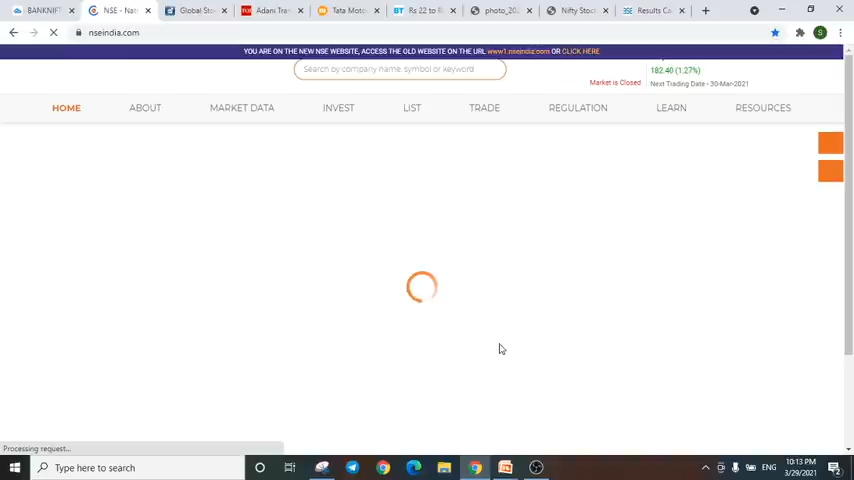 BANKNIFT
NSE - Nati
Global Sto
Adani Tra
Tata Moto
Rs 22 to R
photo_202
Nifty Stoc
Results Ca
nseindia.com
YOU ARE ON THE NEW NSE WEBSITE, ACCESS THE OLD WEBSITE ON THE URL www1.nseindia.com OR CLICK HERE
Search by company name, symbol or keyword
182.40 (1.27%)
Market is Closed
Next Trading Date - 30-Mar-2021
HOME
ABOUT
MARKET DATA
INVEST
LIST
TRADE
REGULATION
LEARN
RESOURCES
Processing request...
Type here to search
ENG
10:13 PM
3/29/2021